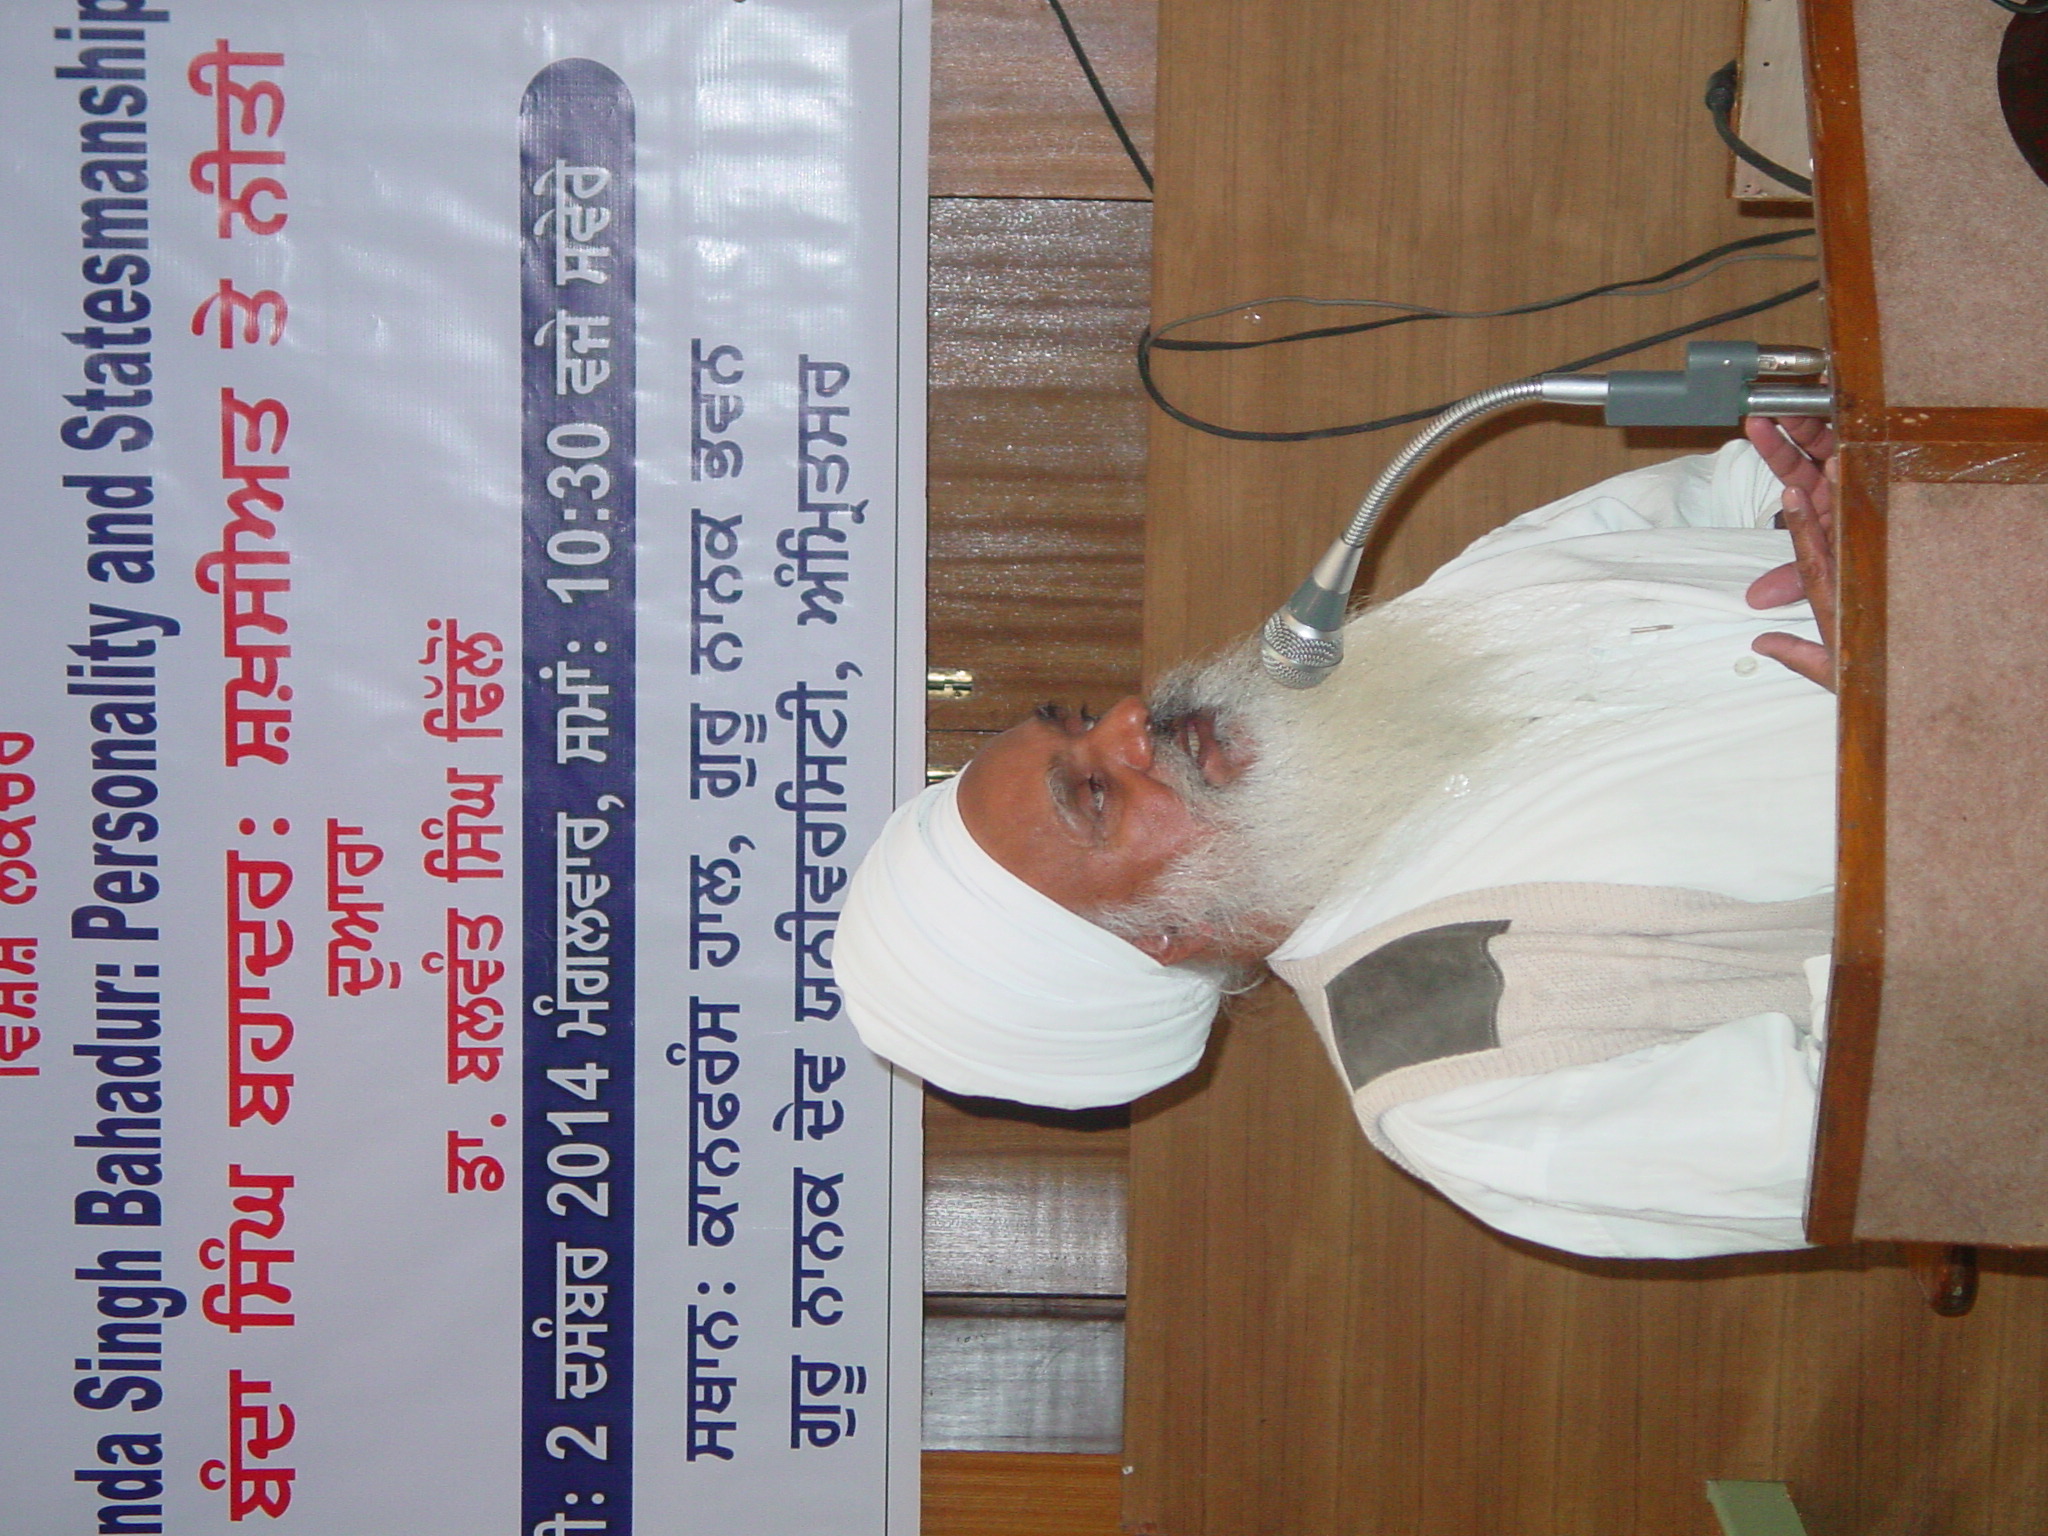 ਵਿਸ਼ੇਸ਼ ਲੈਕਚਰ
nda Singh Bahadur: Personality and Statesmanship
ਬੰਦਾ ਸਿੰਘ ਬਹਾਦਰ: ਸ਼ਖ਼ਸੀਅਤ ਤੇ ਨੀਤੀ
ਦੁਆਰਾ
ਡਾ. ਬਲਵੰਤ ਸਿੰਘ ਢਿੱਲੋਂ
2 ਦਸੰਬਰ 2014 ਮੰਗਲਵਾਰ, ਸਮਾਂ: 10:30 ਵਜੇ ਸਵੇਰੇ
ਸਥਾਨ: ਕਾਨਫਰੰਸ ਹਾਲ, ਗੁਰੂ ਨਾਨਕ ਭਵਨ
ਗੁਰੂ ਨਾਨਕ ਦੇਵ ਯੂਨੀਵਰਸਿਟੀ, ਅੰਮ੍ਰਿਤਸਰ